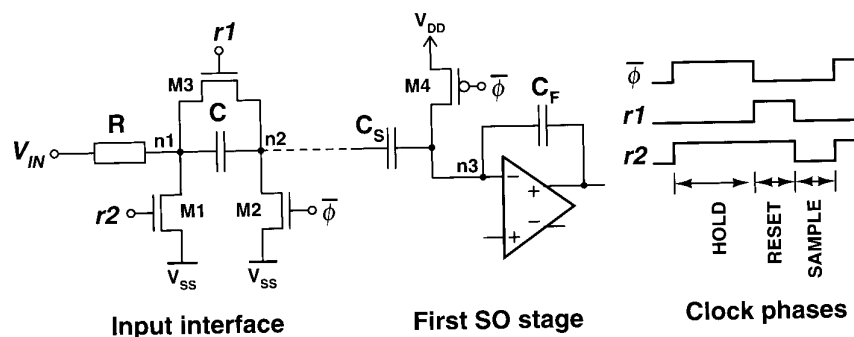 r1
M3
C
R
n1
n2
V_IN
r2
M1
M2
φ̅
V_SS
V_SS
Input interface
V_DD
M4
φ̅
C_F
C_S
n3
−
+
−
+
First SO stage
φ̅
r1
r2
HOLD
RESET
SAMPLE
Clock phases